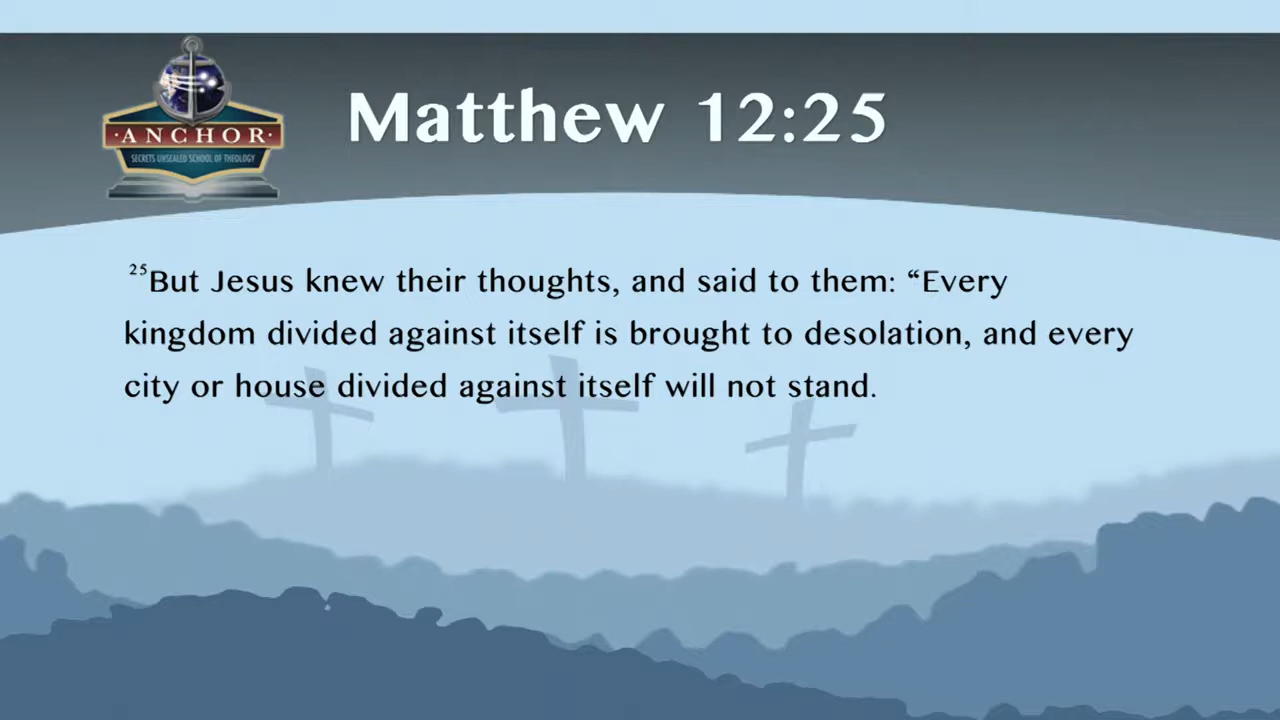 ·ANCHOR·
SECRETS UNSEALED SCHOOL OF THEOLOGY
Matthew 12:25
25But Jesus knew their thoughts, and said to them: “Every
kingdom divided against itself is brought to desolation, and every
city or house divided against itself will not stand.